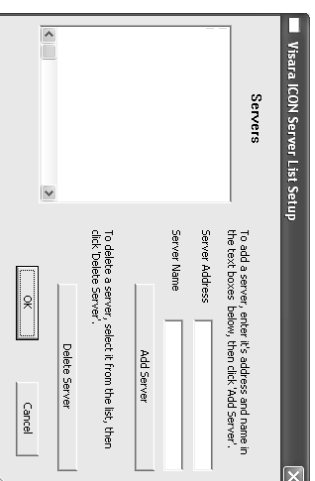 Visara ICON Server List Setup
Servers
To add a server, enter it's address and name in
the text boxes below, then click 'Add Server'.
Server Address
Server Name
Add Server
To delete a server, select it from the list, then
click 'Delete Server'.
Delete Server
OK
Cancel